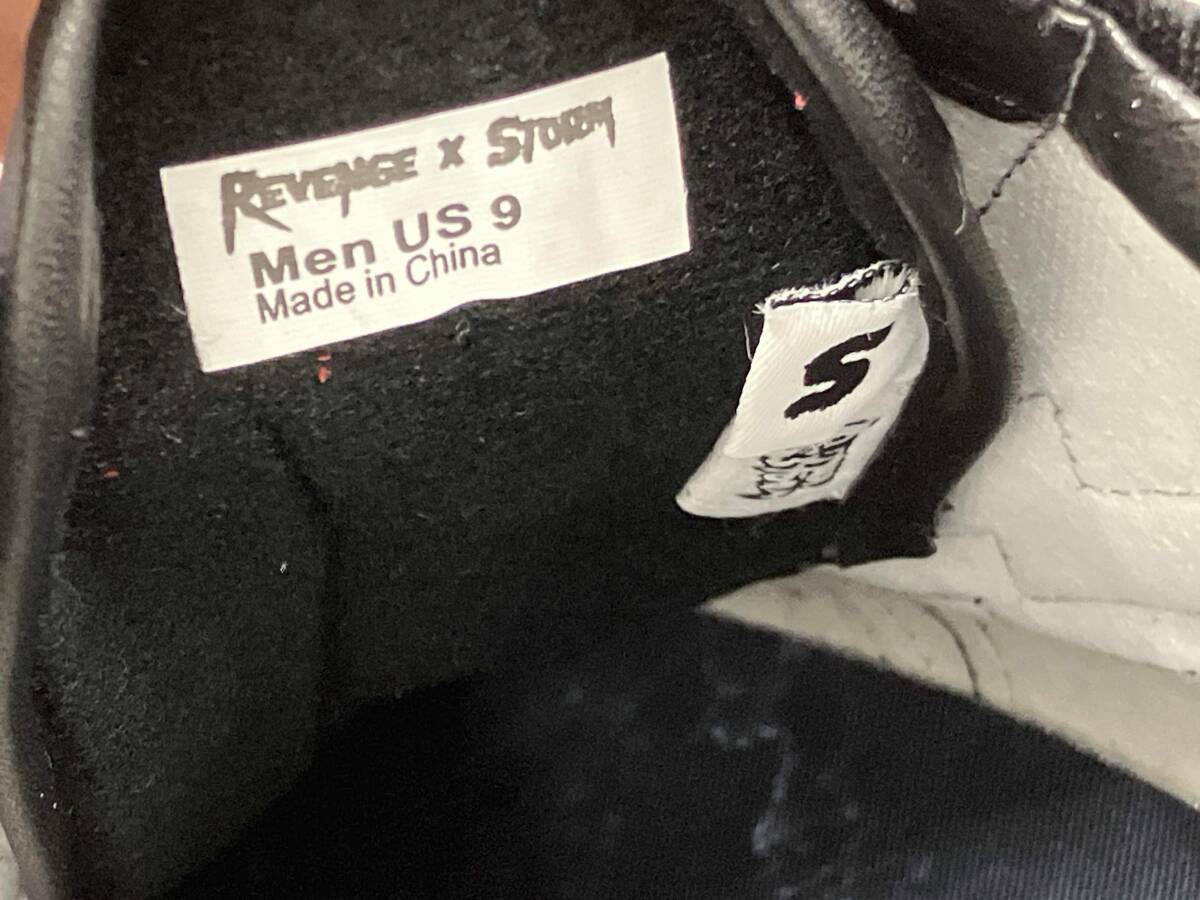 REVENGE X STORM
Men US 9
Made in China
S